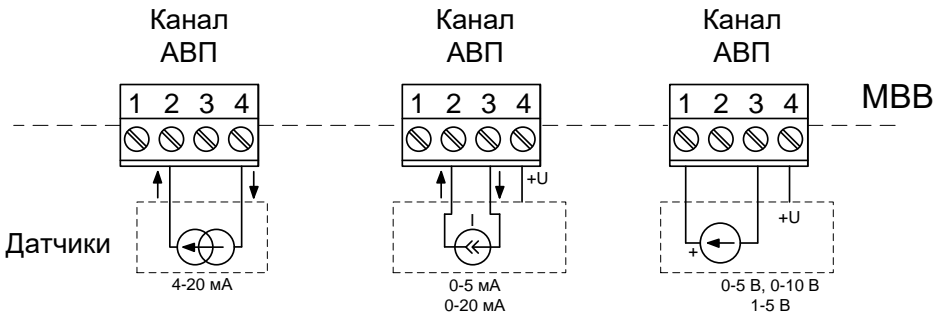 Канал
АВП
Канал
АВП
Канал
АВП
1 2 3 4
1 2 3 4
1 2 3 4
МВВ
+U
+U
I
+
Датчики
4-20 мА
0-5 мА
0-20 мА
0-5 В, 0-10 В
1-5 В